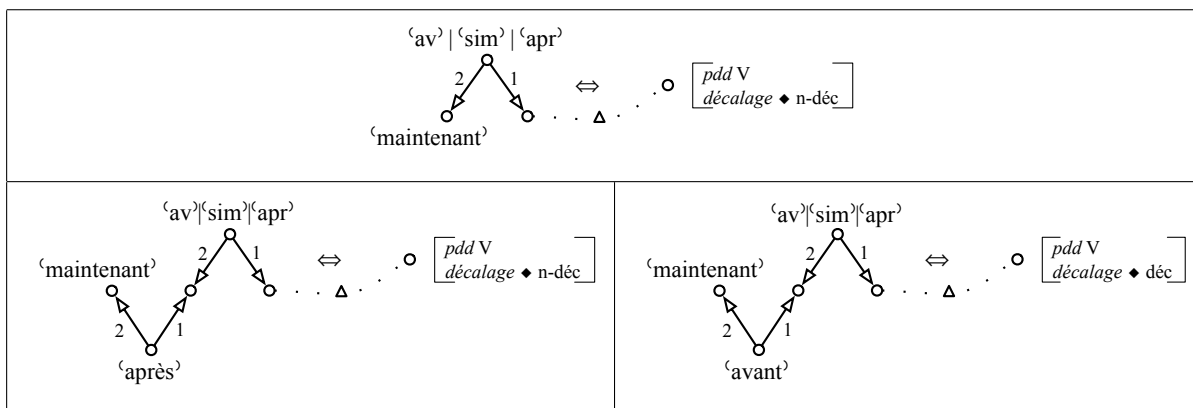 ‘av’ | ‘sim’ | ‘apr’
2 1 ⇔ pdd V
décalage ◆ n-déc
‘maintenant’
‘av’|‘sim’|‘apr’
‘maintenant’ 2 1 ⇔ pdd V
décalage ◆ n-déc
2 1
‘après’
‘av’|‘sim’|‘apr’
‘maintenant’ 2 1 ⇔ pdd V
décalage ◆ déc
2 1
‘avant’